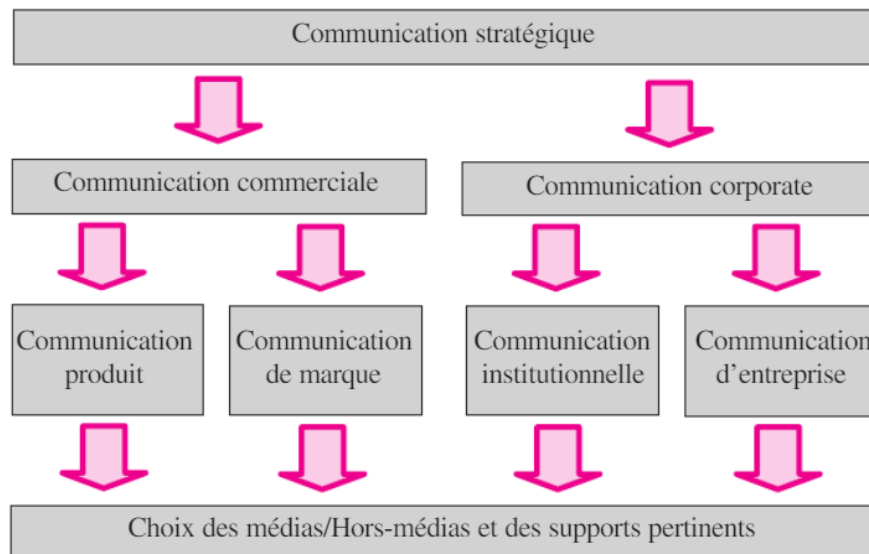 Communication stratégique
Communication commerciale
Communication corporate
Communication
produit
Communication
de marque
Communication
institutionnelle
Communication
d'entreprise
Choix des médias/Hors-médias et des supports pertinents